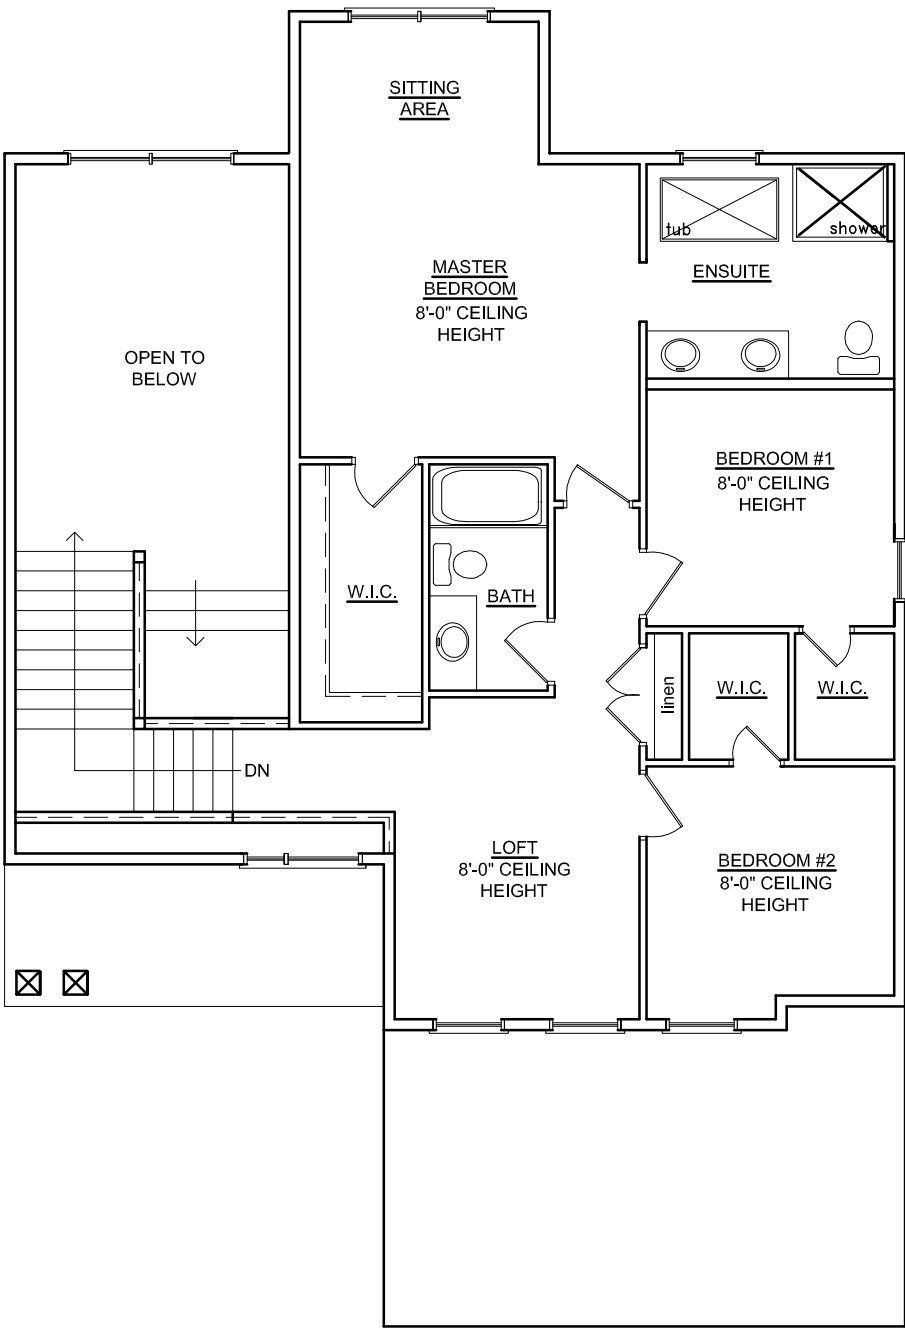 SITTING
AREA
tub
shower
MASTER
BEDROOM
8'-0" CEILING
HEIGHT
ENSUITE
OPEN TO
BELOW
BEDROOM #1
8'-0" CEILING
HEIGHT
W.I.C.
BATH
linen
W.I.C.
W.I.C.
DN
LOFT
8'-0" CEILING
HEIGHT
BEDROOM #2
8'-0" CEILING
HEIGHT